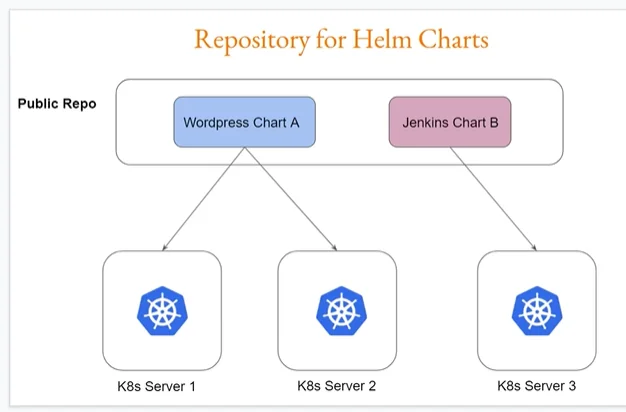 Repository for Helm Charts
Public Repo
Wordpress Chart A
Jenkins Chart B
K8s Server 1
K8s Server 2
K8s Server 3